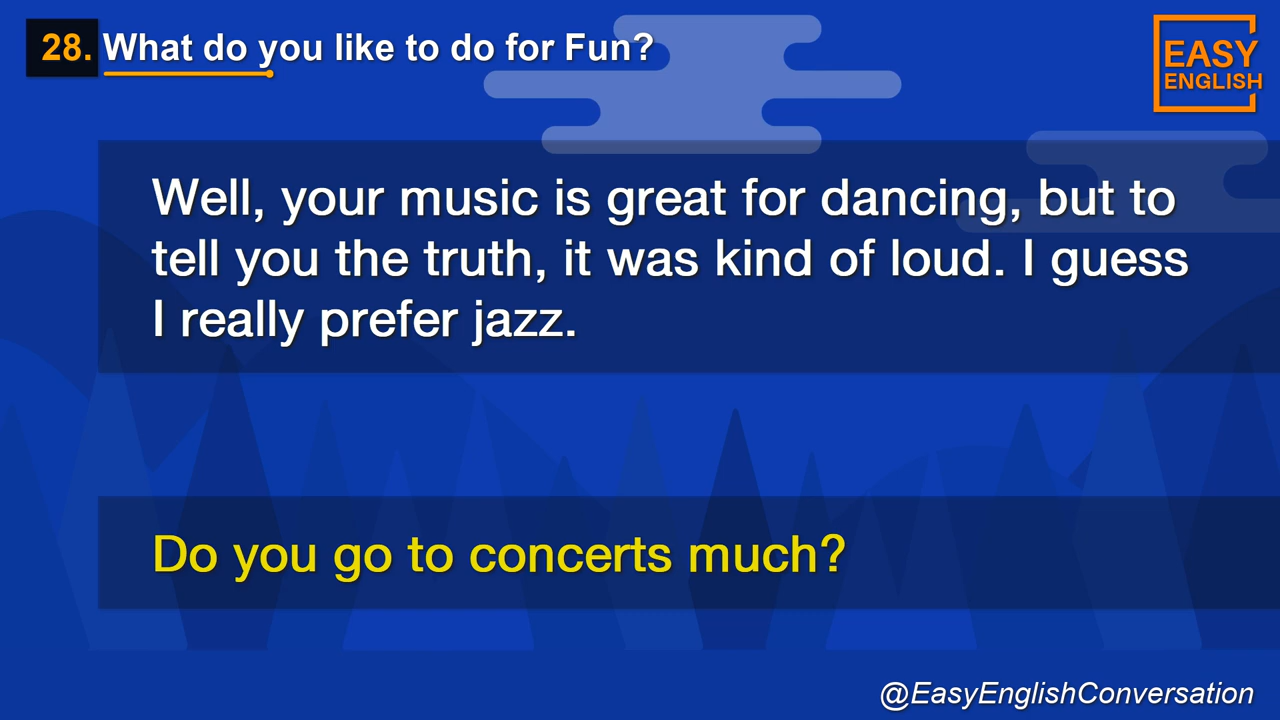 28. What do you like to do for Fun?
EASY
ENGLISH
Well, your music is great for dancing, but to
tell you the truth, it was kind of loud. I guess
I really prefer jazz.
Do you go to concerts much?
@EasyEnglishConversation